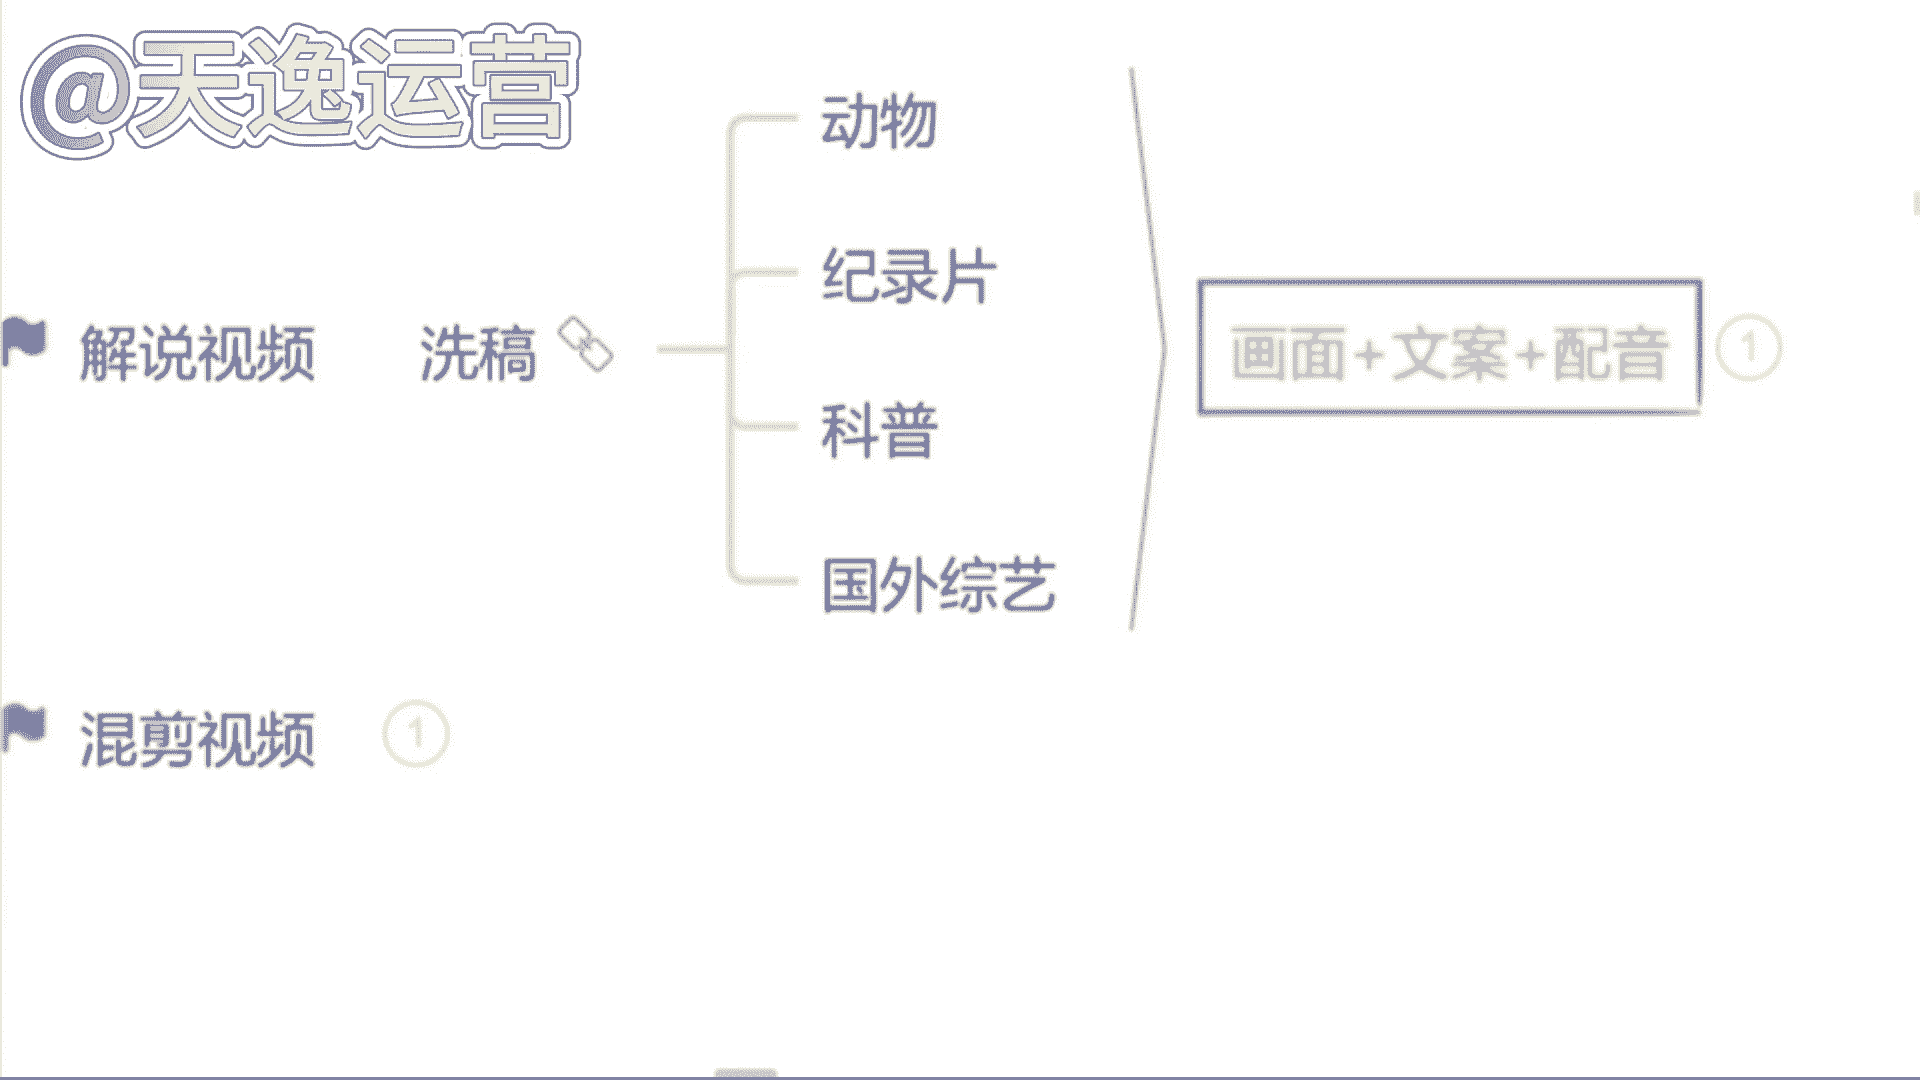 @天逸运营
动物
纪录片
解说视频 洗稿
画面+文案+配音 1
科普
国外综艺
混剪视频 1